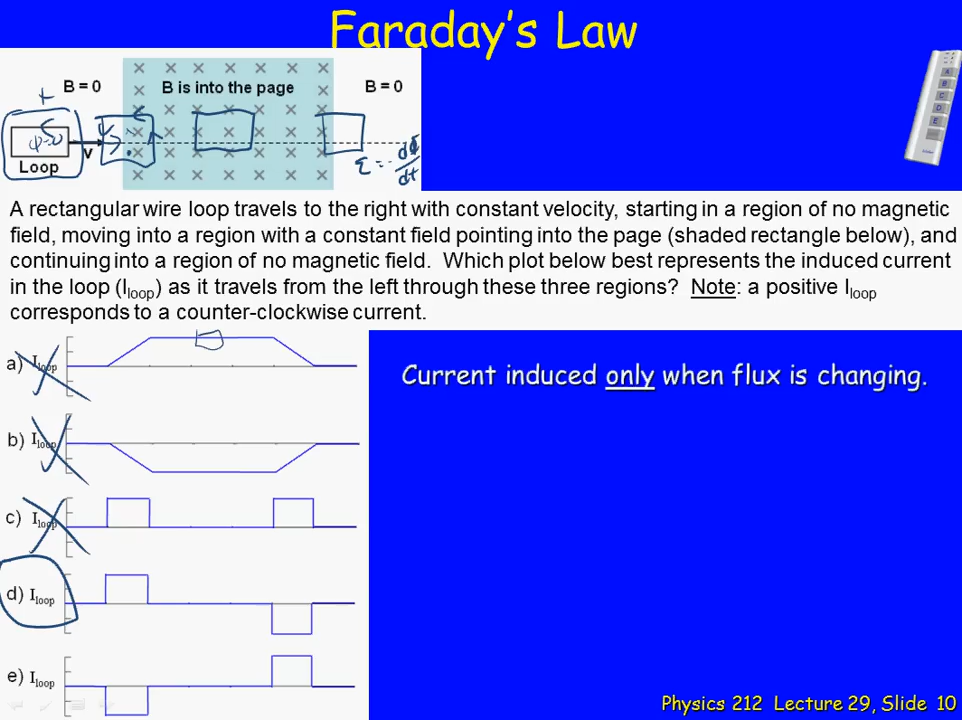 Faraday's Law
B = 0
B is into the page
B = 0
+
v
Loop
ε = -dΦ/dt
A rectangular wire loop travels to the right with constant velocity, starting in a region of no magnetic
field, moving into a region with a constant field pointing into the page (shaded rectangle below), and
continuing into a region of no magnetic field. Which plot below best represents the induced current
in the loop (Iloop) as it travels from the left through these three regions? Note: a positive Iloop
corresponds to a counter-clockwise current.
a) Iloop
Current induced only when flux is changing.
b) Iloop
c) Iloop
d) Iloop
e) Iloop
Physics 212 Lecture 29, Slide 10